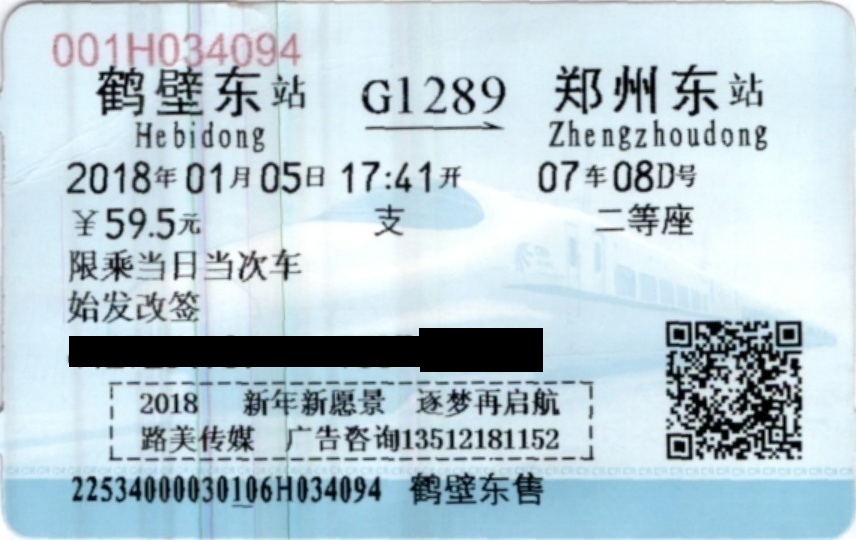 001H034094
鹤壁东站 G1289 郑州东站
Hebidong Zhengzhoudong
2018年01月05日 17:41开 07车08D号
￥59.5元 支 二等座
限乘当日当次车
始发改签
2018 新年新愿景 逐梦再启航
路美传媒 广告咨询13512181152
22534000030106H034094 鹤壁东售